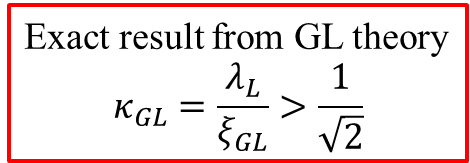 Exact result from GL theory
κ_GL = λ_L / ξ_GL > 1 / √2